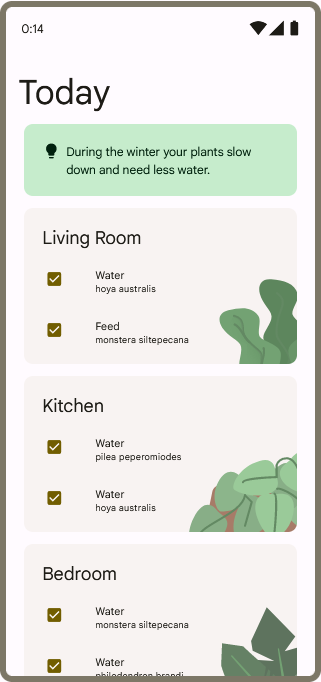 0:14
Today
During the winter your plants slow
down and need less water.
Living Room
Water
hoya australis
Feed
monstera siltepecana
Kitchen
Water
pilea peperomiodes
Water
hoya australis
Bedroom
Water
monstera siltepecana
Water
philodendron brandi